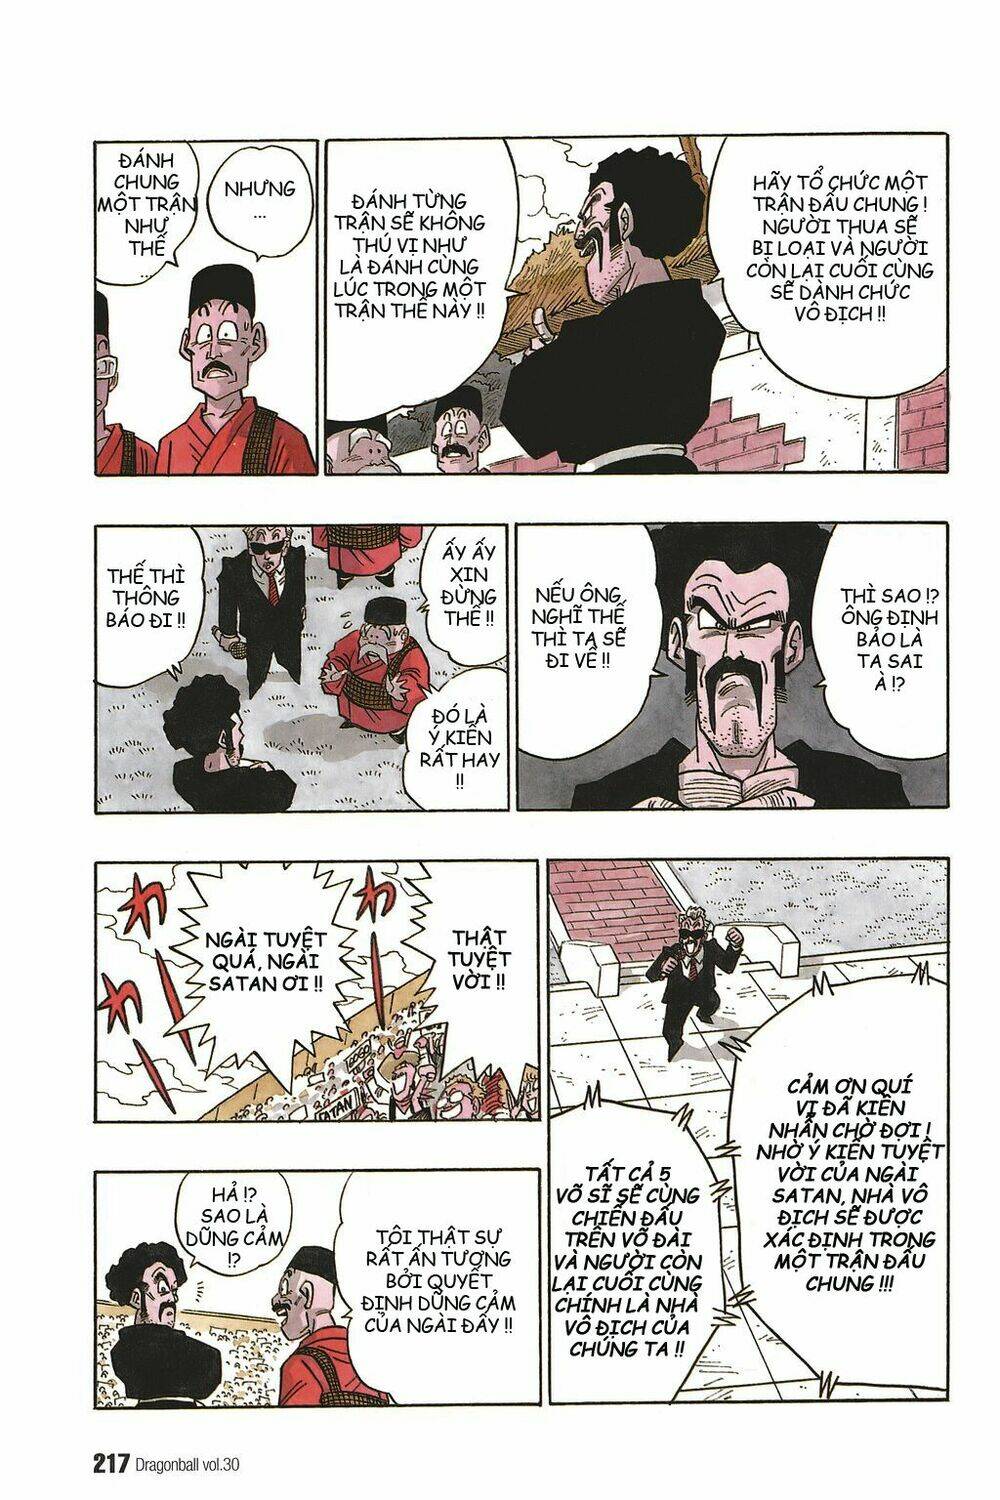 HÃY TỔ CHỨC MỘT
TRẬN ĐẤU CHUNG !
NGƯỜI THUA SẼ
BỊ LOẠI VÀ NGƯỜI
CÒN LẠI CUỐI CÙNG
SẼ DÀNH CHỨC
VÔ ĐỊCH !!
ĐÁNH TỪNG
TRẬN SẼ KHÔNG
THÚ VỊ NHƯ
LÀ ĐÁNH CÙNG
LÚC TRONG MỘT
TRẬN THẾ NÀY !!
NHƯNG
...
ĐÁNH
CHUNG
MỘT TRẬN
NHƯ
THẾ
...
THÌ SAO !?
ÔNG ĐỊNH
BẢO LÀ
TA SAI
À !?
NẾU ÔNG
NGHĨ THẾ
THÌ TA SẼ
ĐI VỀ !!
ẤY ẤY
XIN
ĐỪNG
THẾ !!
ĐÓ LÀ
Ý KIẾN
RẤT HAY
!!
THẾ THÌ
THÔNG
BÁO ĐI !!
CẢM ƠN QUÍ
VỊ ĐÃ KIÊN
NHẪN CHỜ ĐỢI !
NHỜ Ý KIẾN TUYỆT
VỜI CỦA NGÀI
SATAN, NHÀ VÔ
ĐỊCH SẼ ĐƯỢC
XÁC ĐỊNH TRONG
MỘT TRẬN ĐẤU
CHUNG !!!
TẤT CẢ 5
VÕ SĨ SẼ CÙNG
CHIẾN ĐẤU
TRÊN VÕ ĐÀI
VÀ NGƯỜI CÒN
LẠI CUỐI CÙNG
CHÍNH LÀ NHÀ
VÔ ĐỊCH CỦA
CHÚNG TA !!
THẬT
TUYỆT
VỜI !!
わー
NGÀI TUYỆT
QUÁ, NGÀI
SATAN ƠI !!
わー
SATAN
TÔI THẬT SỰ
RẤT ẤN TƯỢNG
BỞI QUYẾT
ĐỊNH DŨNG CẢM
CỦA NGÀI ĐẤY !!
HẢ !?
SAO LÀ
DŨNG CẢM
!?
217 Dragonball vol.30